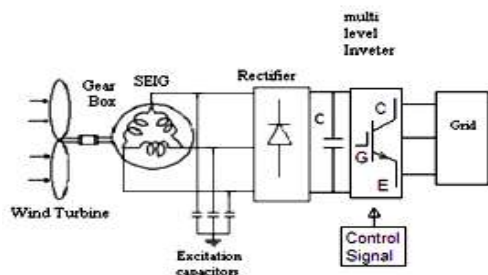 multi
level
Inveter
Gear
Box
SEIG
Rectifier
C
C
G
E
Grid
Wind Turbine
Excitation
capacitors
Control
Signal